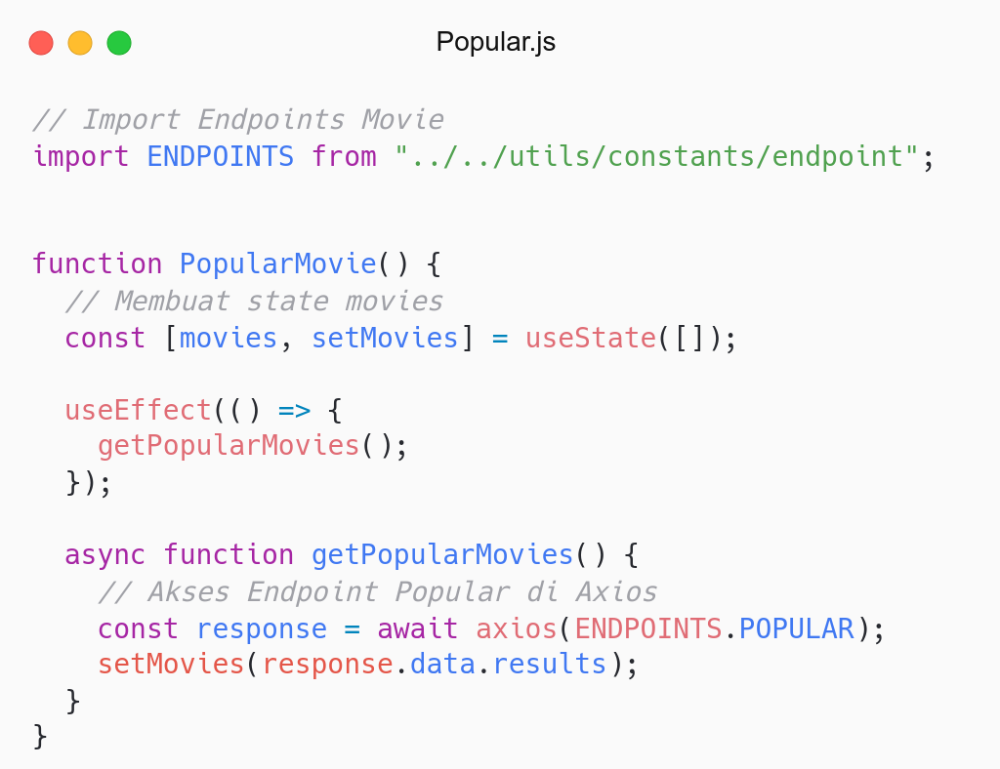 Popular.js
// Import Endpoints Movie
import ENDPOINTS from "../../utils/constants/endpoint";
function PopularMovie() {
  // Membuat state movies
  const [movies, setMovies] = useState([]);
  useEffect(() => {
    getPopularMovies();
  });
  async function getPopularMovies() {
    // Akses Endpoint Popular di Axios
    const response = await axios(ENDPOINTS.POPULAR);
    setMovies(response.data.results);
  }
}